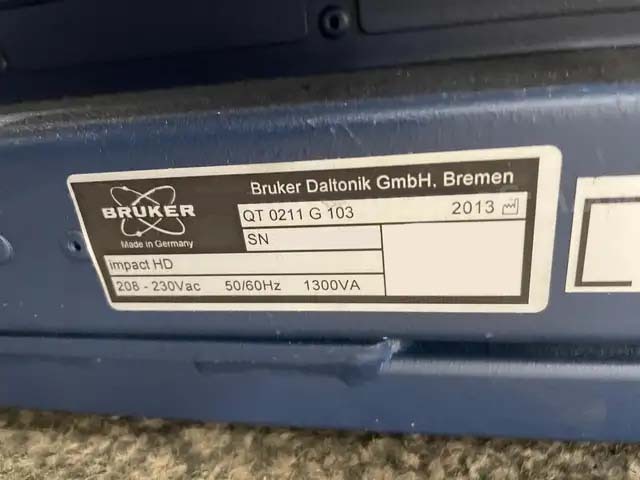 Bruker Daltonik GmbH, Bremen
BRUKER
Made in Germany
QT 0211 G 103 2013
SN
impact HD
208 - 230Vac 50/60Hz 1300VA